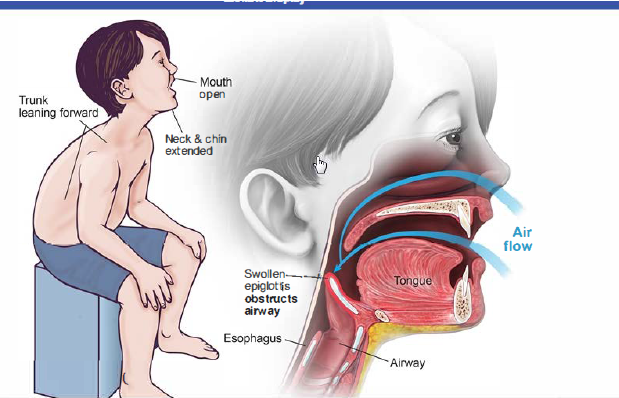 Mouth
open
Trunk
leaning forward
Neck & chin
extended
Air
flow
Swollen
epiglottis
obstructs
airway
Tongue
Esophagus
Airway